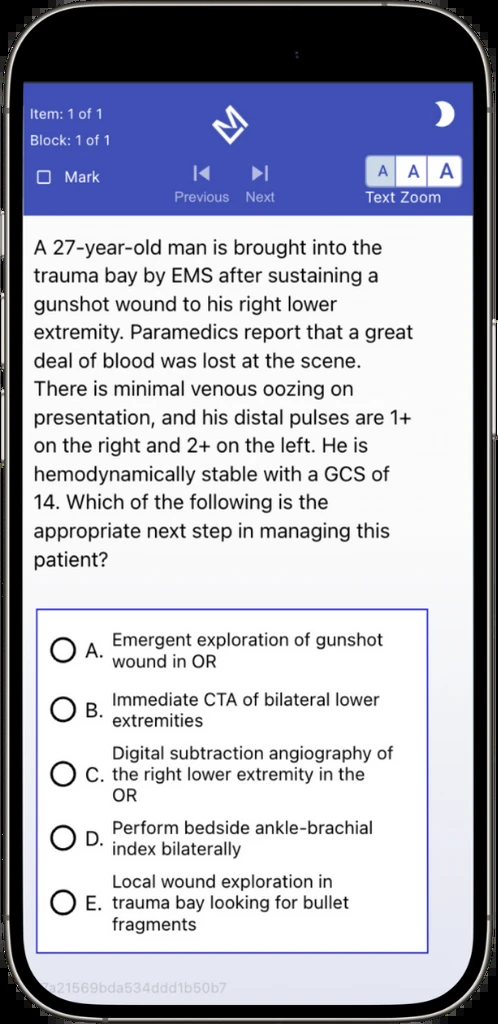 Item: 1 of 1
Block: 1 of 1
Mark
Previous
Next
A A A
Text Zoom
A 27-year-old man is brought into the
trauma bay by EMS after sustaining a
gunshot wound to his right lower
extremity. Paramedics report that a great
deal of blood was lost at the scene.
There is minimal venous oozing on
presentation, and his distal pulses are 1+
on the right and 2+ on the left. He is
hemodynamically stable with a GCS of
14. Which of the following is the
appropriate next step in managing this
patient?
A. Emergent exploration of gunshot
wound in OR
B. Immediate CTA of bilateral lower
extremities
C. Digital subtraction angiography of
the right lower extremity in the
OR
D. Perform bedside ankle-brachial
index bilaterally
E. Local wound exploration in
trauma bay looking for bullet
fragments